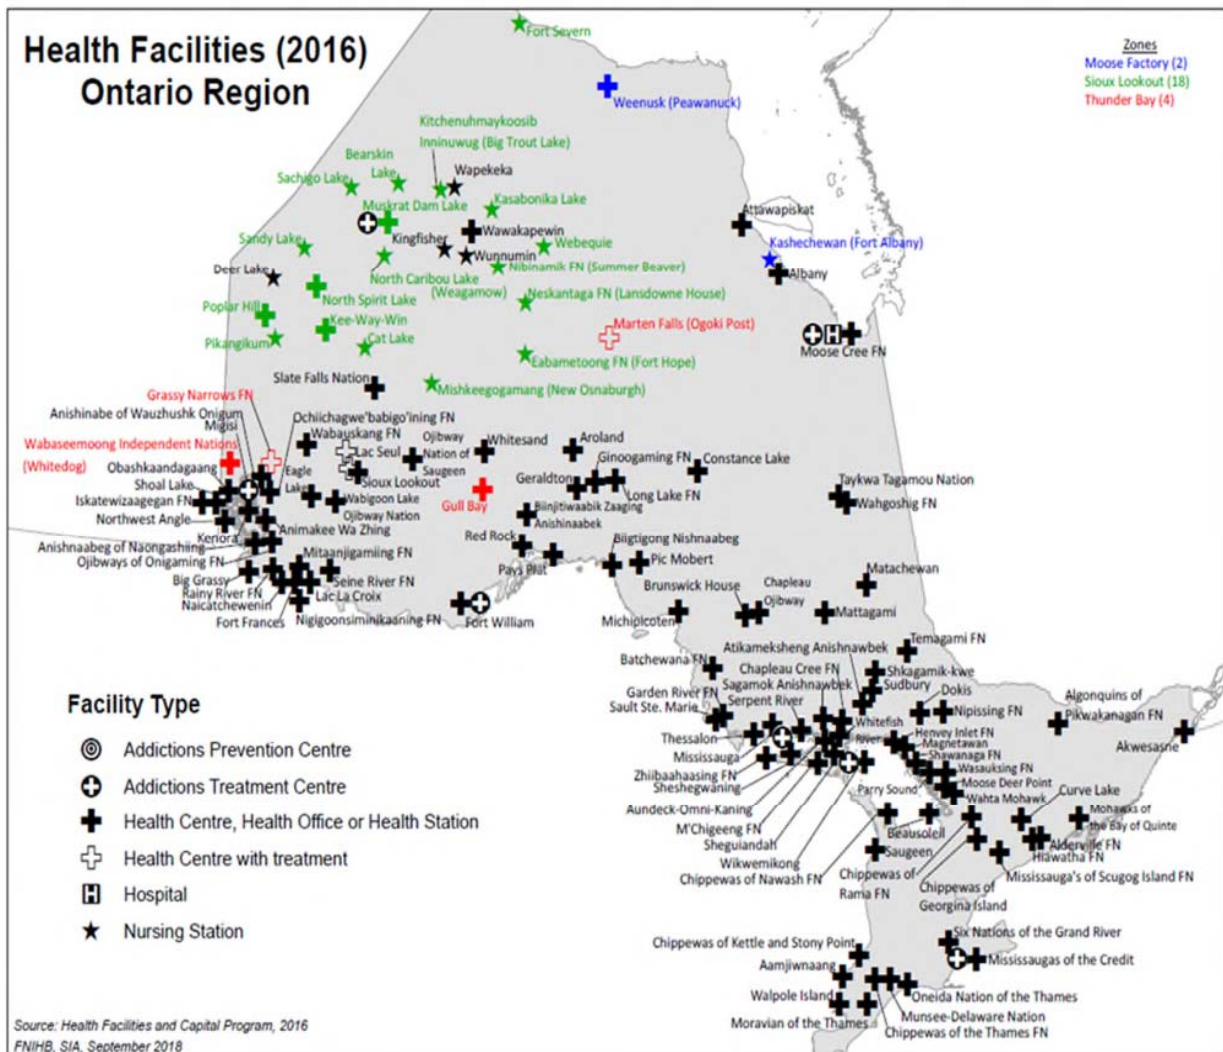 Health Facilities (2016)
Ontario Region
Zones
Moose Factory (2)
Sioux Lookout (18)
Thunder Bay (4)
Fort Severn
Weenusk (Peawanuck)
Kitchenuhmaykoosib
Inninuwug (Big Trout Lake)
Bearskin
Lake
Wapekeka
Sachigo Lake
Kasabonika Lake
Muskrat Dam Lake
Attawapiskat
Kingfisher
Wawakapewin
Sandy Lake
Webequie
Kashechewan (Fort Albany)
Wunnumin
Deer Lake
Nibinamik FN (Summer Beaver)
Albany
North Caribou Lake
(Weagamow)
North Spirit Lake
Neskantaga FN (Lansdowne House)
Poplar Hill
Kee-Way-Win
Marten Falls (Ogoki Post)
Pikangikum
Cat Lake
Moose Cree FN
Eabametoong FN (Fort Hope)
Slate Falls Nation
Mishkeegogamang (New Osnaburgh)
Grassy Narrows FN
Anishinabe of Wauzhushk Onigum
Ochiichagwe'babigo'ining FN
Migisi
Wabauskang FN
Ojibway
Nation of
Saugeen
Whitesand
Aroland
Wabaseemoong Independent Nations
(Whitedog)
Lac Seul
Ginoogaming FN
Constance Lake
Obashkaandagaang
Eagle
Lake
Sioux Lookout
Geraldton
Shoal Lake
Taykwa Tagamou Nation
Iskatewizaagegan FN
Wabigoon Lake
Ojibway Nation
Gull Bay
Long Lake FN
Wahgoshig FN
Northwest Angle
Biinjitiwaabik Zaaging
Anishinaabek
Animakee Wa Zhing
Kenora
Red Rock
Biigtigong Nishnaabeg
Anishnaabeg of Naongashiing
Ojibways of Onigaming FN
Mitaanjigamiing FN
Pays Plat
Pic Mobert
Big Grassy
Seine River FN
Matachewan
Rainy River FN
Brunswick House
Chapleau
Ojibway
Naicatchewenin
Lac La Croix
Fort Frances
Nigigoonsiminikaaning FN
Fort William
Michipicoten
Mattagami
Temagami FN
Atikameksheng Anishnawbek
Batchewana FN
Chapleau Cree FN
Shkagamik-kwe
Sagamok Anishnawbek
Sudbury
Garden River FN
Serpent River
Dokis
Algonquins of
Pikwakanagan FN
Sault Ste. Marie
Nipissing FN
Whitefish
River
Henvey Inlet FN
Thessalon
Magnetawan
Akwesasne
Mississauga
Shawanaga FN
Zhiibaahaasing FN
Wasauksing FN
Sheshegwaning
Moose Deer Point
Parry Sound
Curve Lake
Wahta Mohawk
Aundeck-Omni-Kaning
Mohawks of
the Bay of Quinte
M'Chigeeng FN
Beausoleil
Sheguiandah
Alderville FN
Saugeen
Hiawatha FN
Wikwemikong
Chippewas of Nawash FN
Chippewas of
Rama FN
Mississauga's of Scugog Island FN
Chippewas of
Georgina Island
Six Nations of the Grand River
Chippewas of Kettle and Stony Point
Mississaugas of the Credit
Aamjiwnaang
Walpole Island
Oneida Nation of the Thames
Munsee-Delaware Nation
Moravian of the Thames
Chippewas of the Thames FN
Facility Type
Addictions Prevention Centre
Addictions Treatment Centre
Health Centre, Health Office or Health Station
Health Centre with treatment
H Hospital
Nursing Station
Source: Health Facilities and Capital Program, 2016
FNIHB, SIA, September 2018